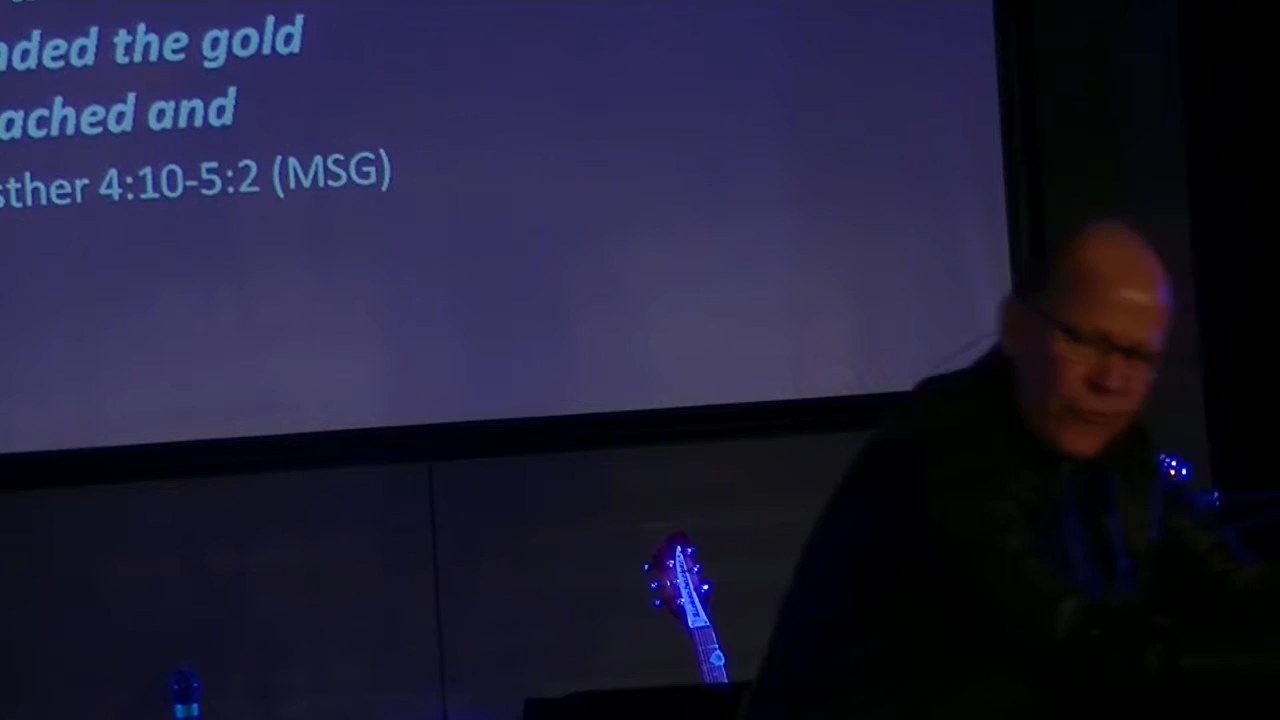 nded the gold
ached and
sther 4:10-5:2 (MSG)